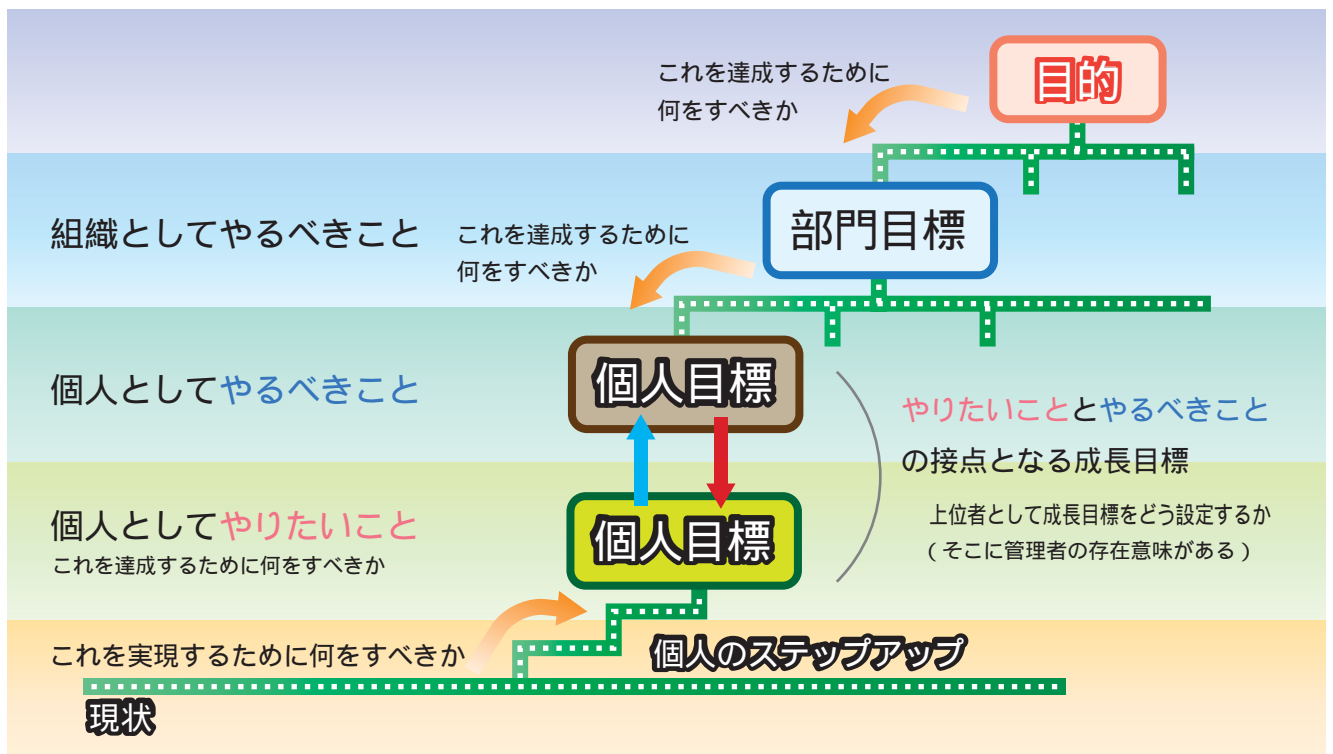 目的
これを達成するために
何をすべきか
部門目標
組織としてやるべきこと
これを達成するために
何をすべきか
個人目標
個人としてやるべきこと
やりたいこととやるべきこと
の接点となる成長目標
上位者として成長目標をどう設定するか
(そこに管理者の存在意味がある)
個人としてやりたいこと
これを達成するために何をすべきか
個人目標
これを実現するために何をすべきか
個人のステップアップ
現状